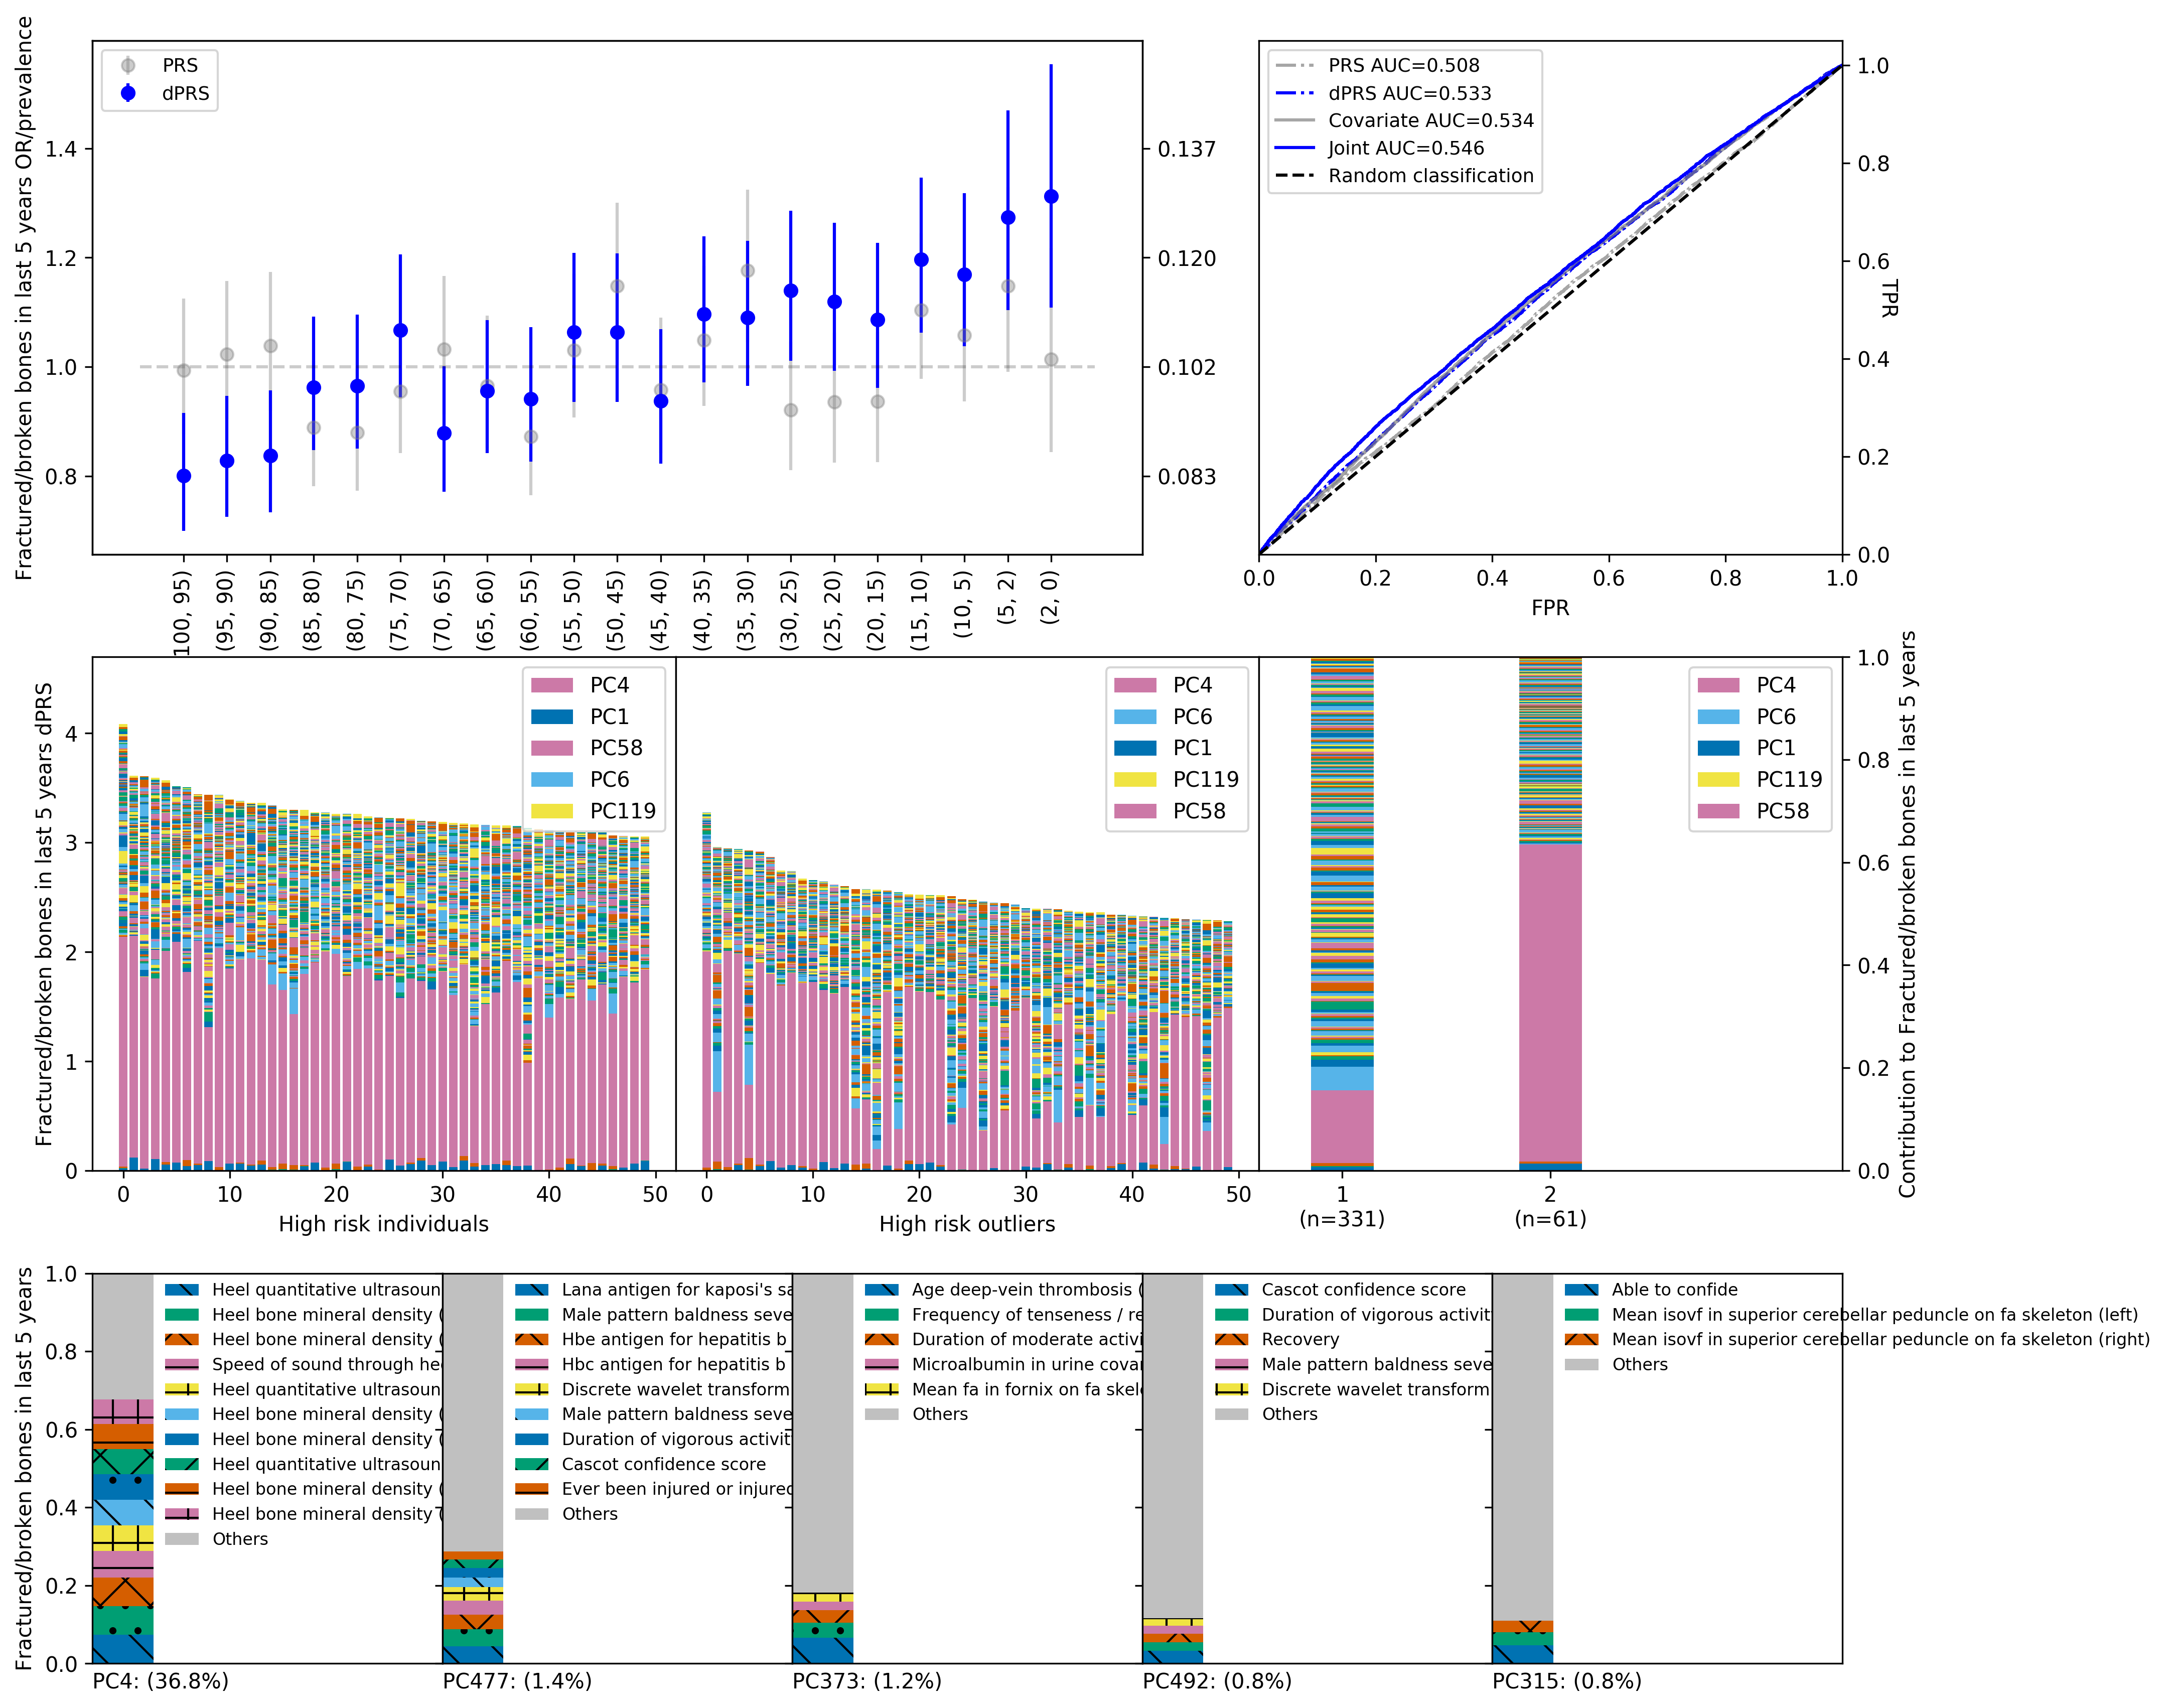 Fractured/broken bones in last 5 years OR/prevalence
PRS
dPRS
1.4
1.2
1.0
0.8
0.137
0.120
0.102
0.083
100, 95)
(95, 90)
(90, 85)
(85, 80)
(80, 75)
(75, 70)
(70, 65)
(65, 60)
(60, 55)
(55, 50)
(50, 45)
(45, 40)
(40, 35)
(35, 30)
(30, 25)
(25, 20)
(20, 15)
(15, 10)
(10, 5)
(5, 2)
(2, 0)
PRS AUC=0.508
dPRS AUC=0.533
Covariate AUC=0.534
Joint AUC=0.546
Random classification
1.0
0.8
0.6
0.4
0.2
0.0
TPR
0.0 0.2 0.4 0.6 0.8 1.0
FPR
Fractured/broken bones in last 5 years dPRS
4
3
2
1
0
PC4
PC1
PC58
PC6
PC119
0 10 20 30 40 50
High risk individuals
PC4
PC6
PC1
PC119
PC58
0 10 20 30 40 50
High risk outliers
PC4
PC6
PC1
PC119
PC58
1
(n=331)
2
(n=61)
1.0
0.8
0.6
0.4
0.2
0.0
Contribution to Fractured/broken bones in last 5 years
Fractured/broken bones in last 5 years
1.0
0.8
0.6
0.4
0.2
0.0
Heel quantitative ultrasoun
Heel bone mineral density (
Heel bone mineral density (
Speed of sound through hee
Heel quantitative ultrasoun
Heel bone mineral density (
Heel bone mineral density (
Heel quantitative ultrasoun
Heel bone mineral density (
Heel bone mineral density (
Others
PC4: (36.8%)
Lana antigen for kaposi's sa
Male pattern baldness seve
Hbe antigen for hepatitis b
Hbc antigen for hepatitis b
Discrete wavelet transform
Male pattern baldness seve
Duration of vigorous activit
Cascot confidence score
Ever been injured or injured
Others
PC477: (1.4%)
Age deep-vein thrombosis (
Frequency of tenseness / re
Duration of moderate activi
Microalbumin in urine covar
Mean fa in fornix on fa skele
Others
PC373: (1.2%)
Cascot confidence score
Duration of vigorous activit
Recovery
Male pattern baldness seve
Discrete wavelet transform
Others
PC492: (0.8%)
Able to confide
Mean isovf in superior cerebellar peduncle on fa skeleton (left)
Mean isovf in superior cerebellar peduncle on fa skeleton (right)
Others
PC315: (0.8%)